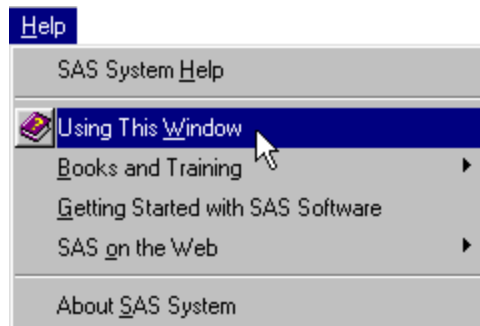 Help
SAS System Help
Using This Window
Books and Training
Getting Started with SAS Software
SAS on the Web
About SAS System